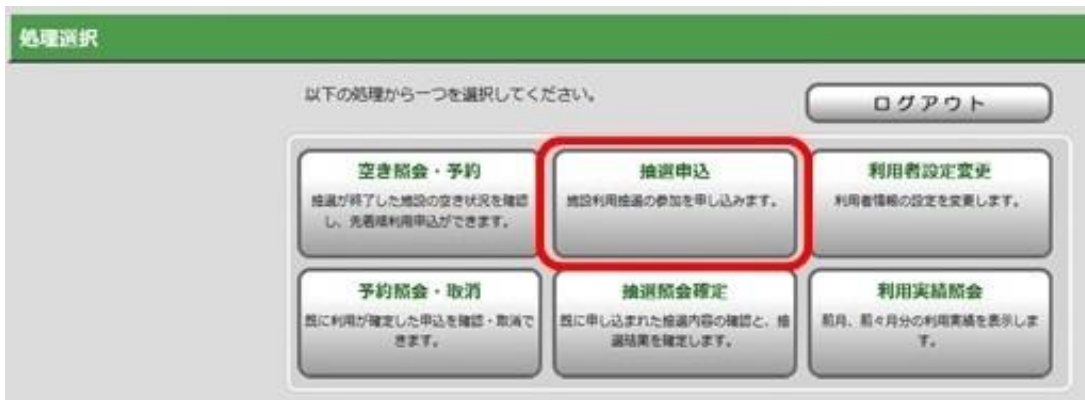 処理選択
以下の処理から一つを選択してください。
ログアウト
空き照会・予約
抽選が終了した施設の空き状況を確認
し、先着順利用申込ができます。
抽選申込
施設利用抽選の参加を申し込みます。
利用者設定変更
利用者情報の設定を変更します。
予約照会・取消
既に利用が確定した申込を確認・取消で
きます。
抽選照会確定
既に申し込まれた抽選内容の確認と、抽
選結果を確定します。
利用実績照会
前月、前々月分の利用実績を表示しま
す。